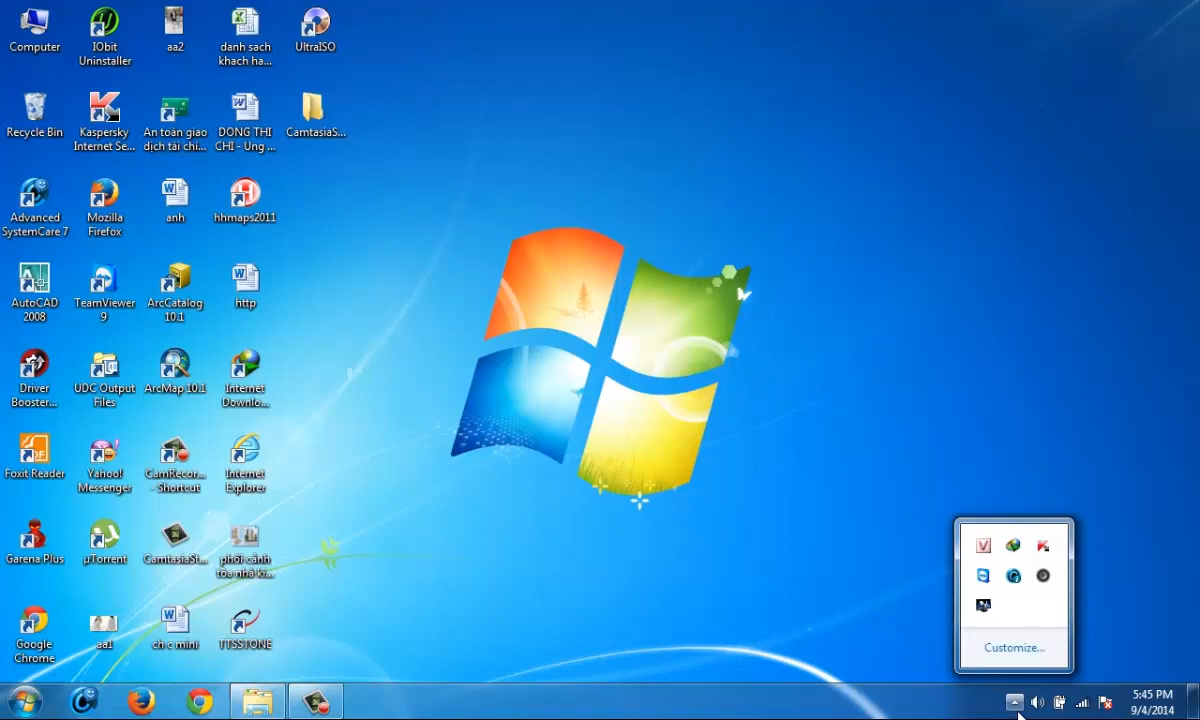 Computer
IObit
Uninstaller
aa2
danh sach
khach ha...
UltraISO
Recycle Bin
Kaspersky
Internet Se...
An toàn giao
dịch tài chí...
DONG THI
CHI - Ung ...
CamtasiaS...
Advanced
SystemCare 7
Mozilla
Firefox
anh
hhmaps2011
AutoCAD
2008
TeamViewer
9
ArcCatalog
10.1
http
Driver
Booster...
UDC Output
Files
ArcMap 10.1
Internet
Downlo...
Foxit Reader
Yahoo!
Messenger
CamRecor...
- Shortcut
Internet
Explorer
Garena Plus
µTorrent
CamtasiaSt...
phối cảnh
tòa nhà ki...
Google
Chrome
aa1
ch c mini
TTSSTONE
Customize...
5:45 PM
9/4/2014